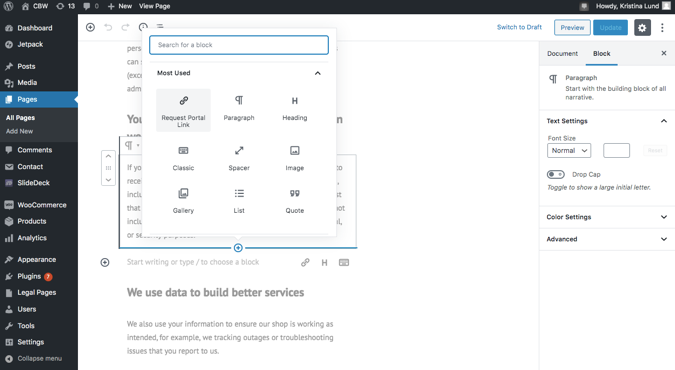 CBW 13 0 New View Page Howdy, Kristina Lund
Dashboard
Jetpack
Posts
Media
Pages
All Pages
Add New
Comments
Contact
SlideDeck
WooCommerce
Products
Analytics
Appearance
Plugins 7
Legal Pages
Users
Tools
Settings
Collapse menu
Switch to Draft Preview Update
Search for a block
Most Used
Request Portal Link
Paragraph
Heading
Classic
Spacer
Image
Gallery
List
Quote
pers
can s
(exc
adm
You
n
If yo
to
rece
inclu
st
that
not
inclu
l,
or security purposes.
Start writing or type / to choose a block
We use data to build better services
We also use your information to ensure our shop is working as
intended, for example, we tracking outages or troubleshooting
issues that you report to us.
Document Block
Paragraph
Start with the building block of all
narrative.
Text Settings
Font Size
Normal Reset
Drop Cap
Toggle to show a large initial letter.
Color Settings
Advanced